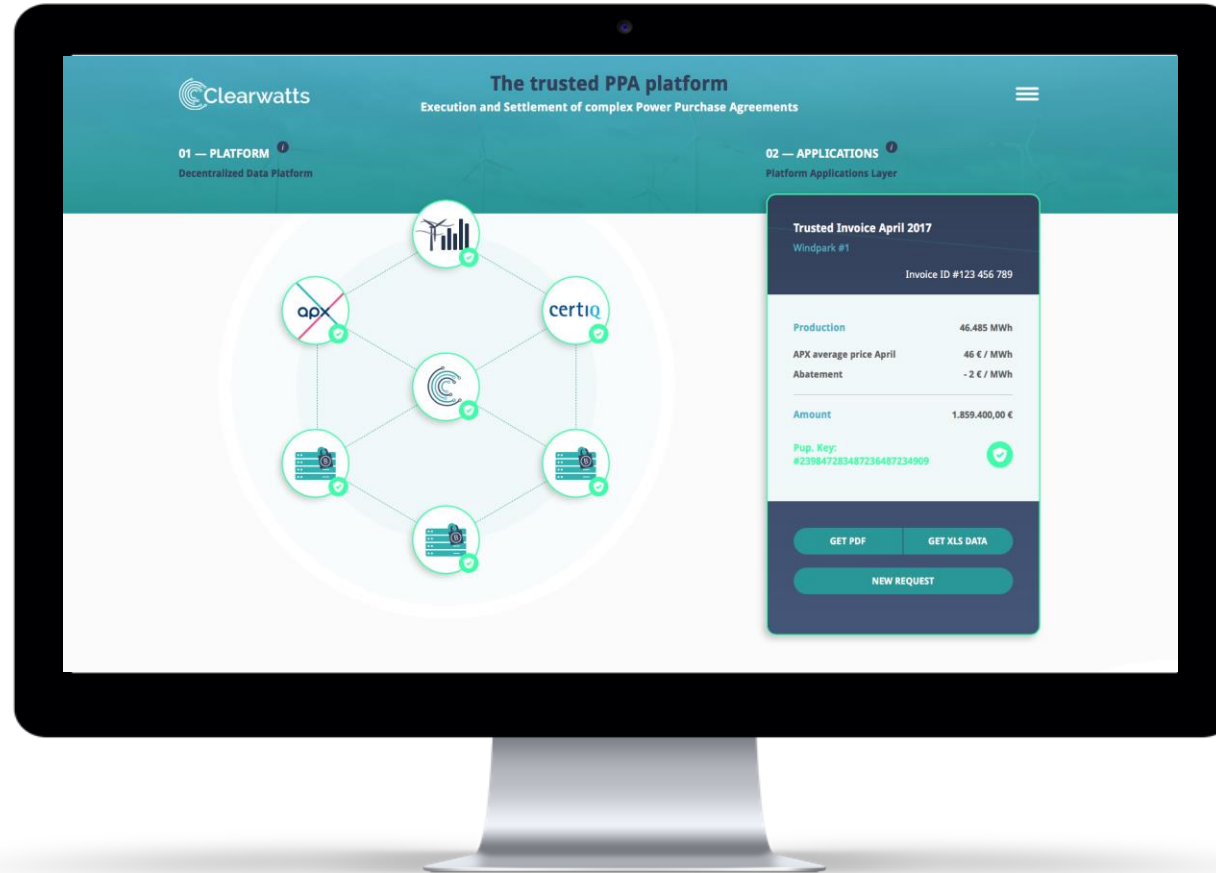 Clearwatts
The trusted PPA platform
Execution and Settlement of complex Power Purchase Agreements
01 — PLATFORM i
Decentralized Data Platform
02 — APPLICATIONS i
Platform Applications Layer
apx
certiQ
Trusted Invoice April 2017
Windpark #1
Invoice ID #123 456 789
Production 46.485 MWh
APX average price April 46 € / MWh
Abatement - 2 € / MWh
Amount 1.859.400,00 €
Pup. Key:
#239847283487236487234909
GET PDF GET XLS DATA
NEW REQUEST